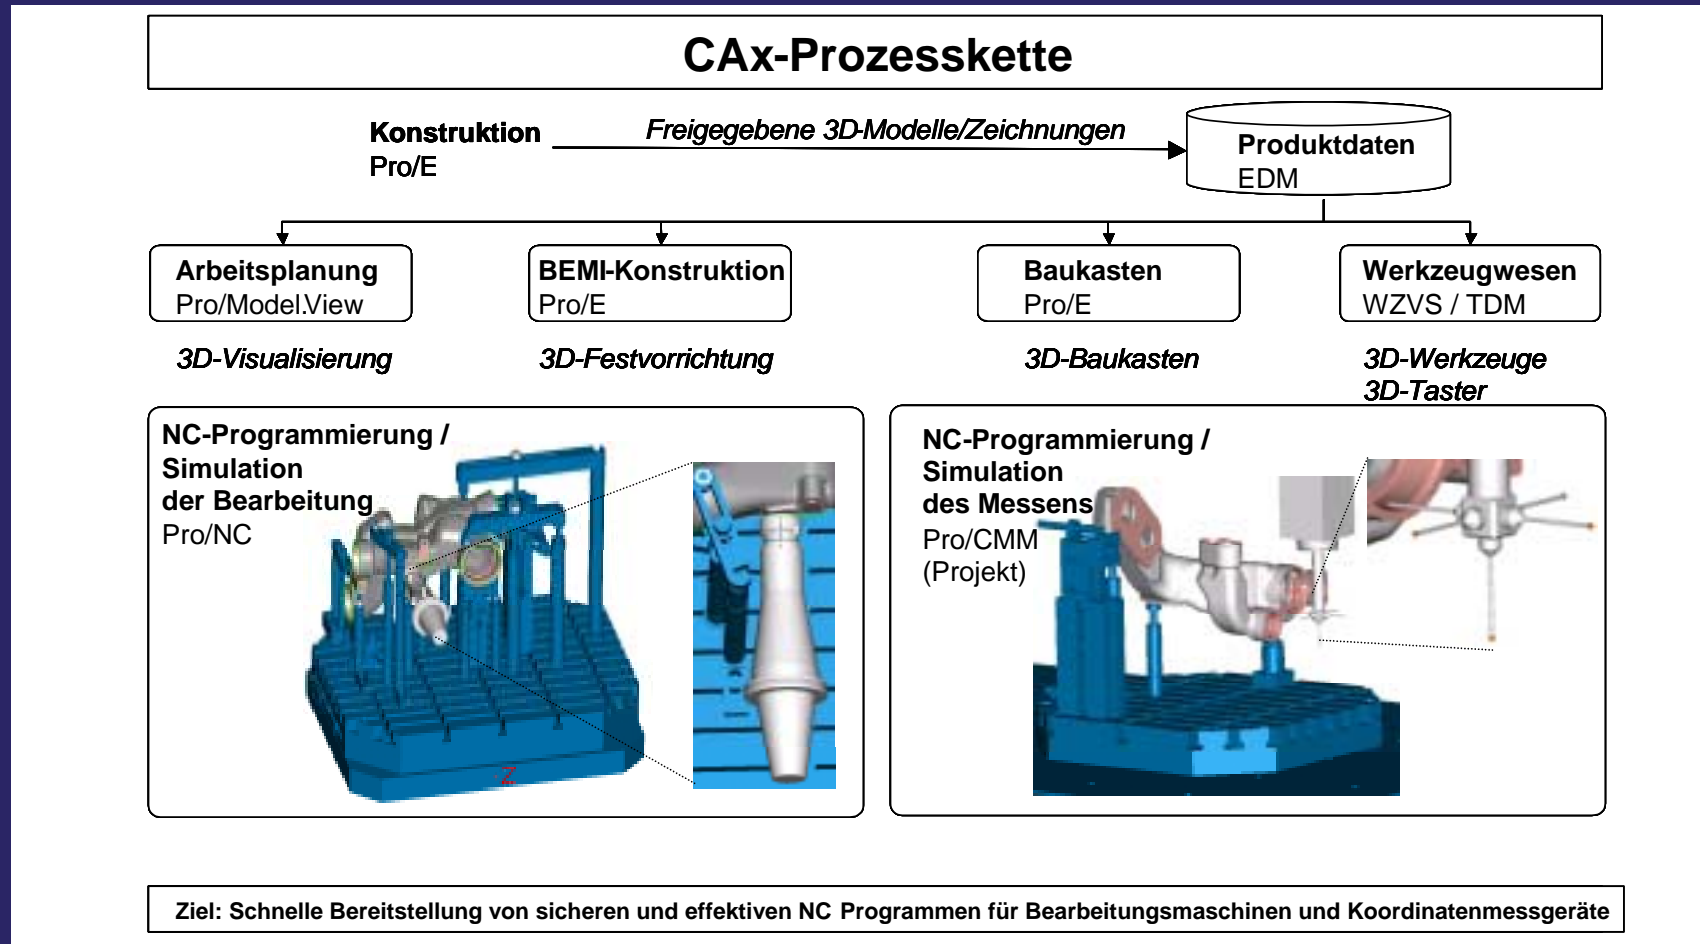 CAx-Prozesskette
Konstruktion
Pro/E
Freigegebene 3D-Modelle/Zeichnungen
Produktdaten
EDM
Arbeitsplanung
Pro/Model.View
BEMI-Konstruktion
Pro/E
Baukasten
Pro/E
Werkzeugwesen
WZVS / TDM
3D-Visualisierung
3D-Festvorrichtung
3D-Baukasten
3D-Werkzeuge
3D-Taster
NC-Programmierung /
Simulation
der Bearbeitung
Pro/NC
Z
NC-Programmierung /
Simulation
des Messens
Pro/CMM
(Projekt)
Ziel: Schnelle Bereitstellung von sicheren und effektiven NC Programmen für Bearbeitungsmaschinen und Koordinatenmessgeräte